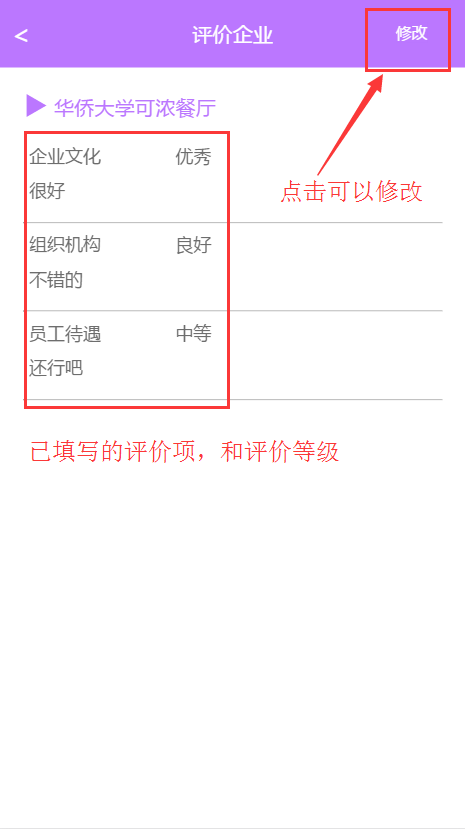 < 评价企业 修改
华侨大学可浓餐厅
企业文化 优秀
很好
点击可以修改
组织机构 良好
不错的
员工待遇 中等
还行吧
已填写的评价项，和评价等级